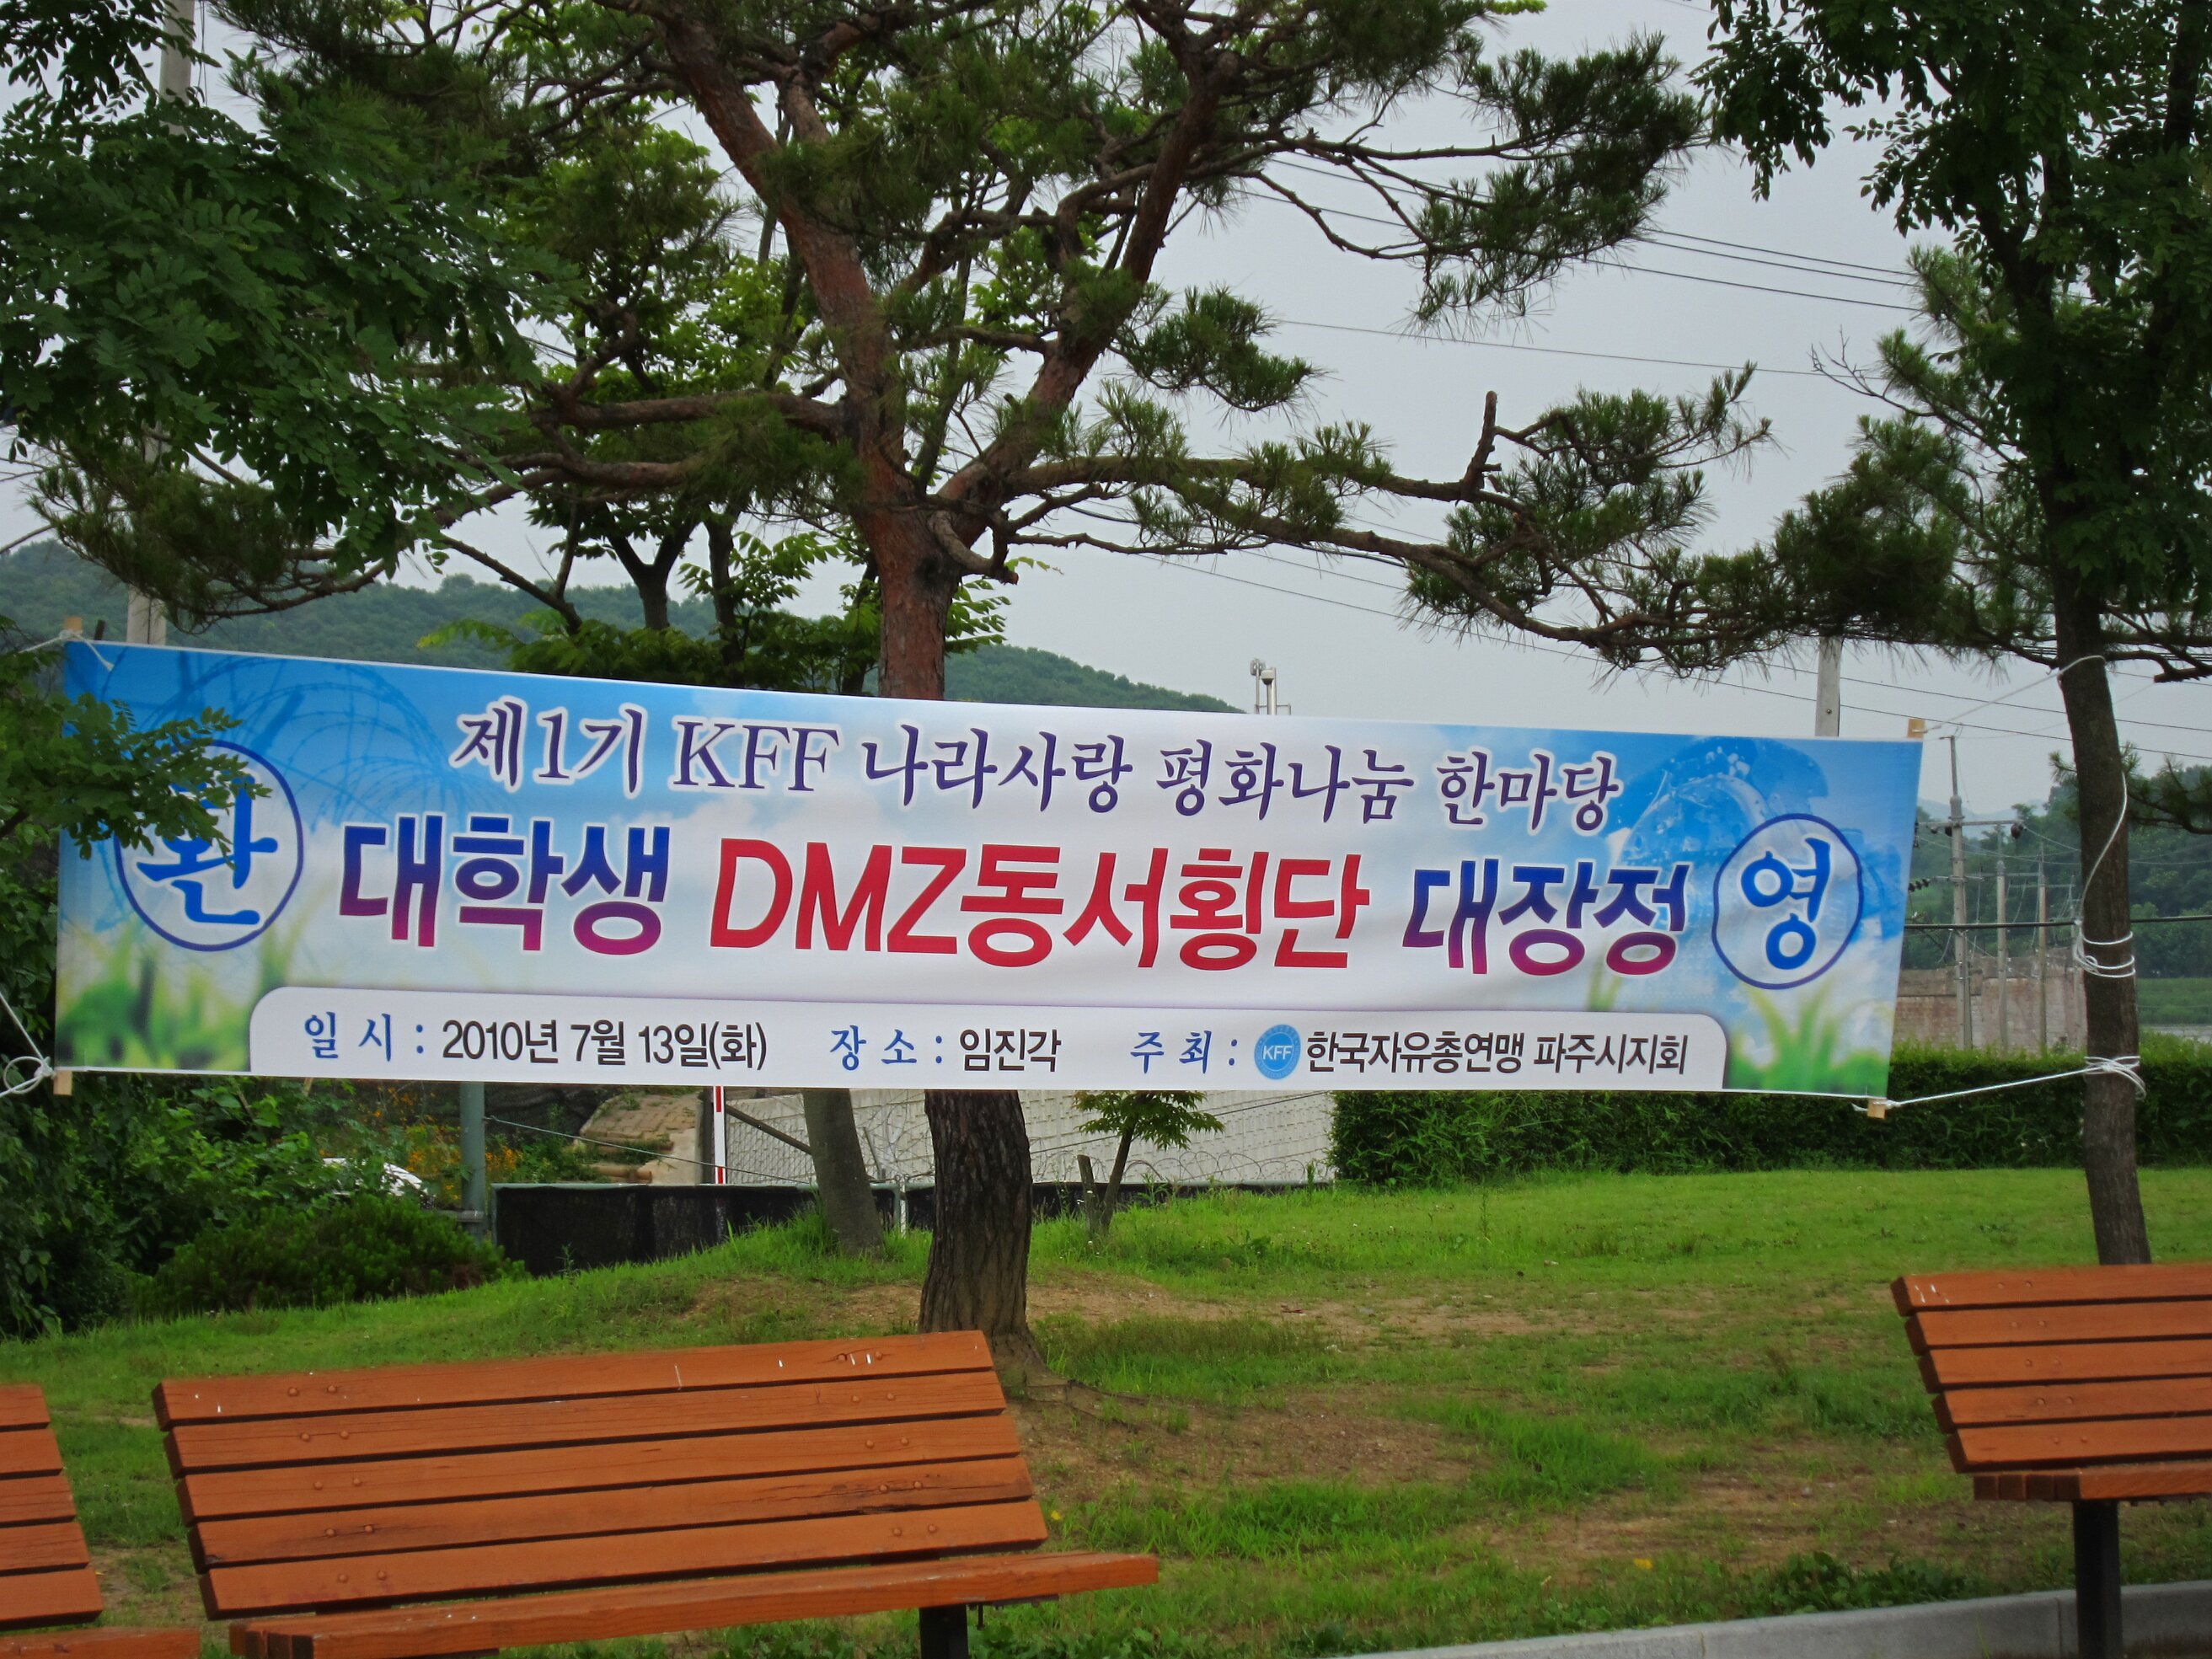 제1기 KFF 나라사랑 평화나눔 한마당
환 대학생 DMZ동서횡단 대장정 영
일 시 : 2010년 7월 13일(화) 장 소 : 임진각 주 최 : KFF 한국자유총연맹 파주시지회